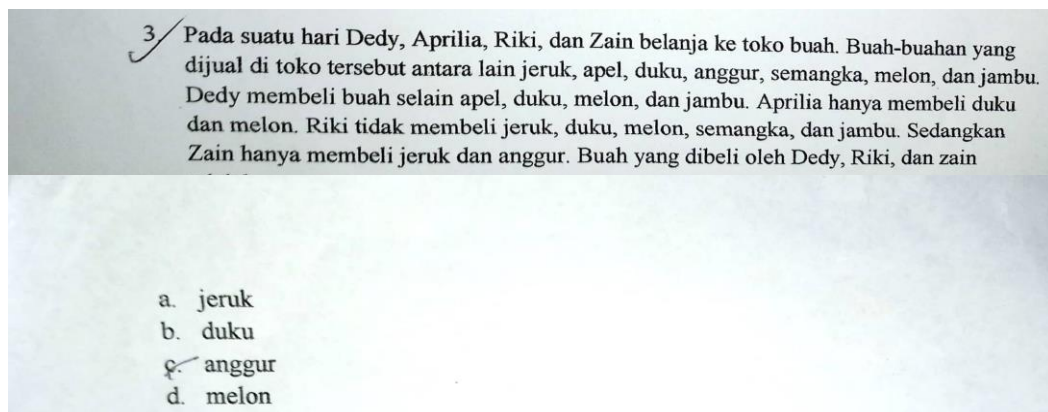 3. Pada suatu hari Dedy, Aprilia, Riki, dan Zain belanja ke toko buah. Buah-buahan yang
dijual di toko tersebut antara lain jeruk, apel, duku, anggur, semangka, melon, dan jambu.
Dedy membeli buah selain apel, duku, melon, dan jambu. Aprilia hanya membeli duku
dan melon. Riki tidak membeli jeruk, duku, melon, semangka, dan jambu. Sedangkan
Zain hanya membeli jeruk dan anggur. Buah yang dibeli oleh Dedy, Riki, dan zain
a. jeruk
b. duku
c. anggur
d. melon